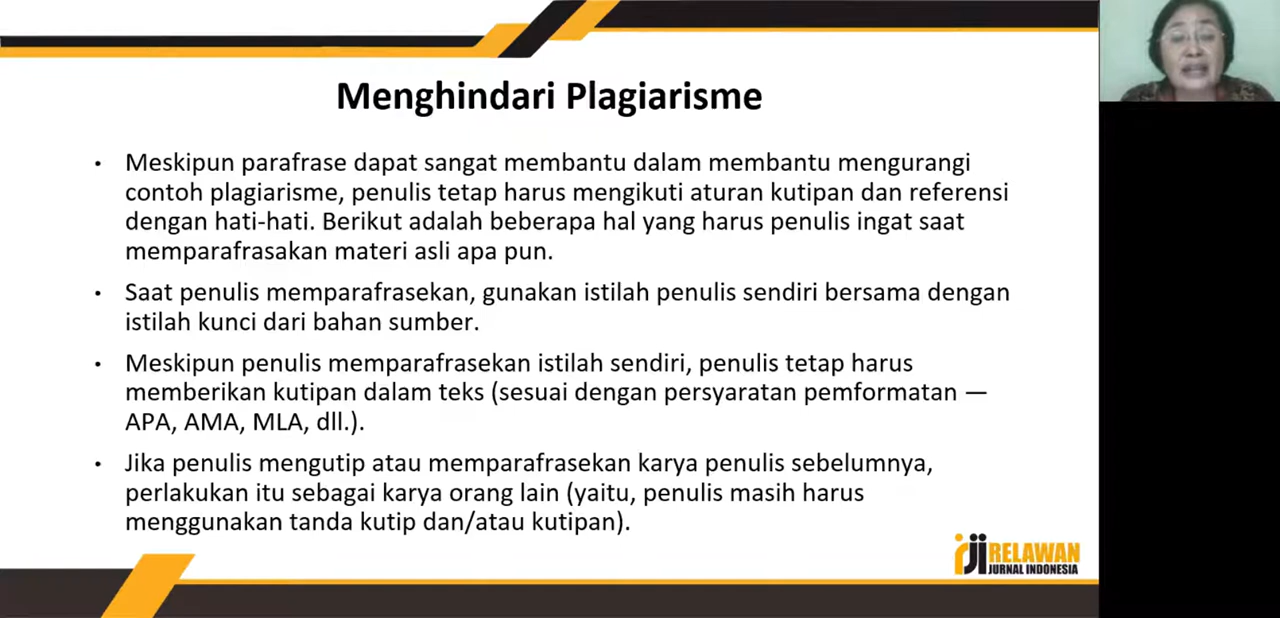 Menghindari Plagiarisme
• Meskipun parafrase dapat sangat membantu dalam membantu mengurangi
contoh plagiarisme, penulis tetap harus mengikuti aturan kutipan dan referensi
dengan hati-hati. Berikut adalah beberapa hal yang harus penulis ingat saat
memparafrasakan materi asli apa pun.
• Saat penulis memparafrasekan, gunakan istilah penulis sendiri bersama dengan
istilah kunci dari bahan sumber.
• Meskipun penulis memparafrasekan istilah sendiri, penulis tetap harus
memberikan kutipan dalam teks (sesuai dengan persyaratan pemformatan —
APA, AMA, MLA, dll.).
• Jika penulis mengutip atau memparafrasekan karya penulis sebelumnya,
perlakukan itu sebagai karya orang lain (yaitu, penulis masih harus
menggunakan tanda kutip dan/atau kutipan).
rji RELAWAN
JURNAL INDONESIA